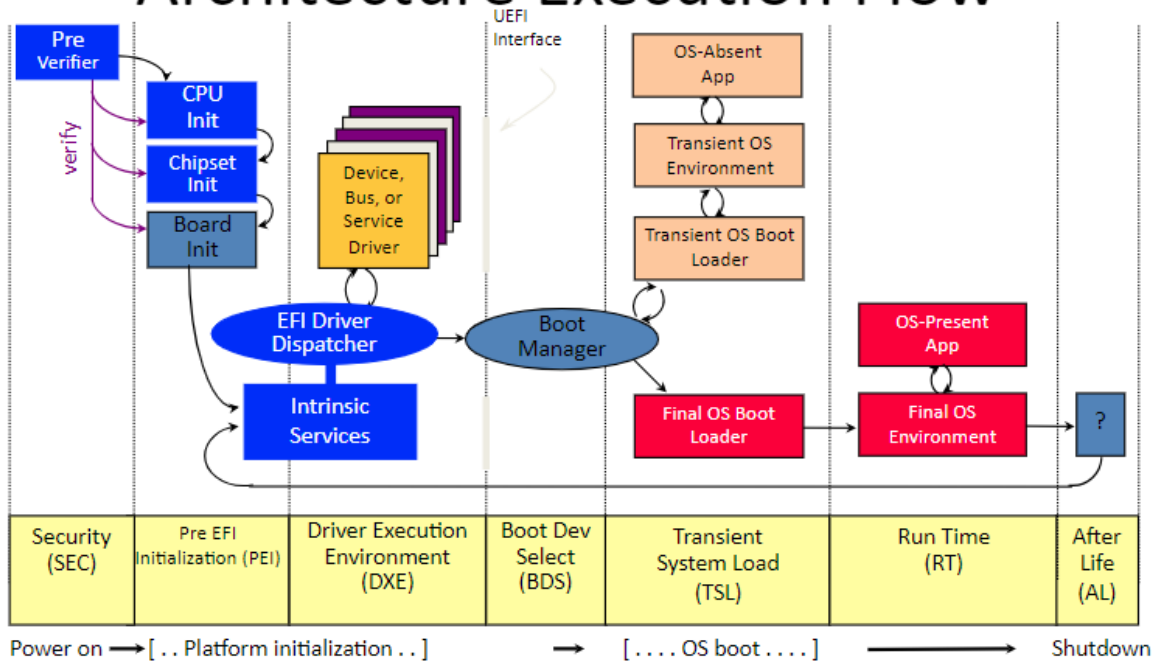 Architecture Execution Flow
UEFI
Interface
Pre
Verifier
verify
CPU
Init
Chipset
Init
Board
Init
Device,
Bus, or
Service
Driver
EFI Driver
Dispatcher
Intrinsic
Services
Boot
Manager
OS-Absent
App
Transient OS
Environment
Transient OS Boot
Loader
Final OS Boot
Loader
OS-Present
App
Final OS
Environment
?
Security
(SEC)
Pre EFI
Initialization (PEI)
Driver Execution
Environment
(DXE)
Boot Dev
Select
(BDS)
Transient
System Load
(TSL)
Run Time
(RT)
After
Life
(AL)
Power on [ . . Platform initialization . . ] [ . . . . OS boot . . . . ] Shutdown